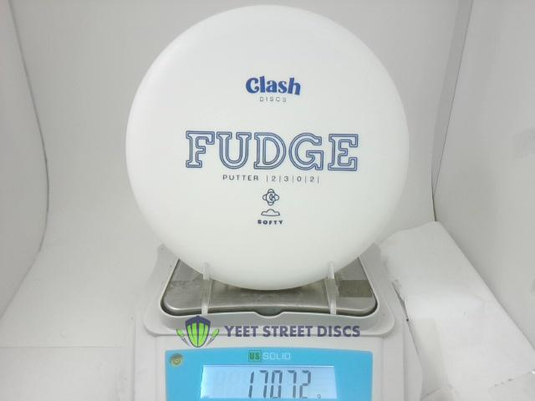 Clash
DISCS
FUDGE
PUTTER |2|3|0|2|
SOFTY
YEET STREET DISCS
US SOLID
170.72 g